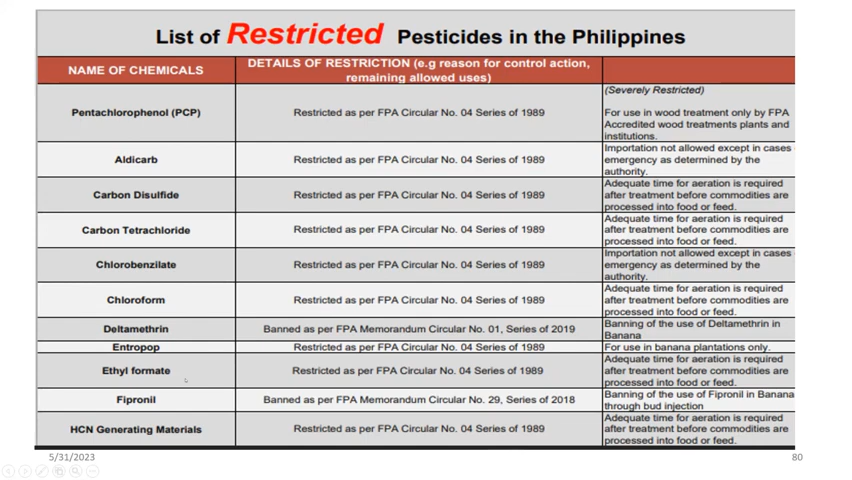 List of Restricted Pesticides in the Philippines
NAME OF CHEMICALS
DETAILS OF RESTRICTION (e.g reason for control action,
remaining allowed uses)
Pentachlorophenol (PCP)
Restricted as per FPA Circular No. 04 Series of 1989
(Severely Restricted)
For use in wood treatment only by FPA
Accredited wood treatments plants and
institutions.
Aldicarb
Restricted as per FPA Circular No. 04 Series of 1989
Importation not allowed except in cases
emergency as determined by the
authority.
Carbon Disulfide
Restricted as per FPA Circular No. 04 Series of 1989
Adequate time for aeration is required
after treatment before commodities are
processed into food or feed.
Carbon Tetrachloride
Restricted as per FPA Circular No. 04 Series of 1989
Adequate time for aeration is required
after treatment before commodities are
processed into food or feed.
Chlorobenzilate
Restricted as per FPA Circular No. 04 Series of 1989
Importation not allowed except in cases
emergency as determined by the
authority.
Chloroform
Restricted as per FPA Circular No. 04 Series of 1989
Adequate time for aeration is required
after treatment before commodities are
processed into food or feed.
Deltamethrin
Banned as per FPA Memorandum Circular No. 01, Series of 2019
Banning of the use of Deltamethrin in
Banana
Entropop
Restricted as per FPA Circular No. 04 Series of 1989
For use in banana plantations only.
Ethyl formate
Restricted as per FPA Circular No. 04 Series of 1989
Adequate time for aeration is required
after treatment before commodities are
processed into food or feed.
Fipronil
Banned as per FPA Memorandum Circular No. 29, Series of 2018
Banning of the use of Fipronil in Banana
through bud injection
HCN Generating Materials
Restricted as per FPA Circular No. 04 Series of 1989
Adequate time for aeration is required
after treatment before commodities are
processed into food or feed.
5/31/2023
80